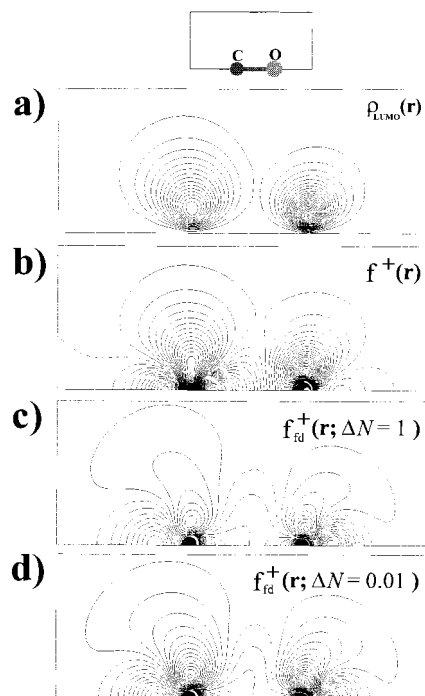 C O
a) ρLUMO(r)
b) f+(r)
c) f+fd(r; ΔN = 1 )
d) f+fd(r; ΔN = 0.01 )